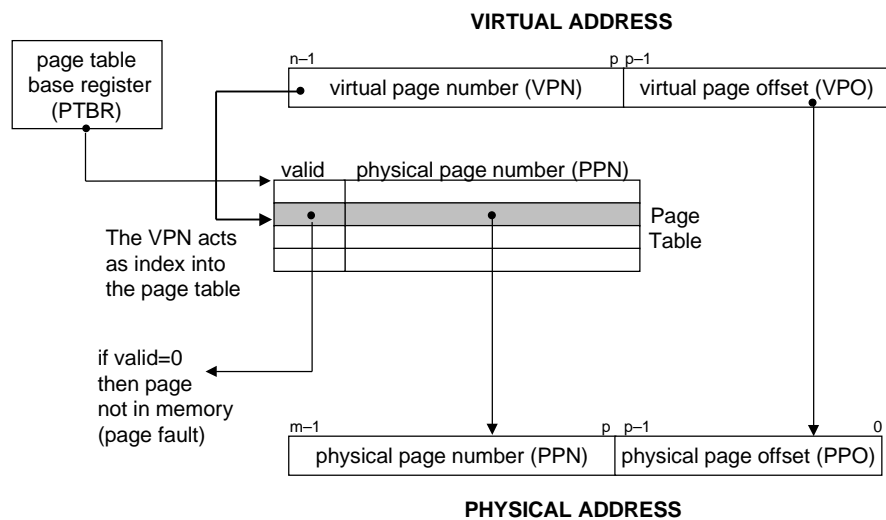 VIRTUAL ADDRESS
page table
base register
(PTBR)
n–1
p p–1
virtual page number (VPN)
virtual page offset (VPO)
valid
physical page number (PPN)
The VPN acts
as index into
the page table
Page
Table
if valid=0
then page
not in memory
(page fault)
m–1
p p–1
0
physical page number (PPN)
physical page offset (PPO)
PHYSICAL ADDRESS